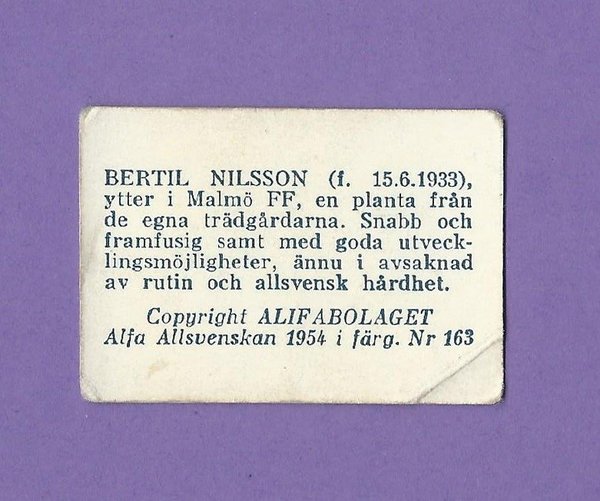 BERTIL NILSSON (f. 15.6.1933),
ytter i Malmö FF, en planta från
de egna trädgårdarna. Snabb och
framfusig samt med goda utveck-
lingsmöjligheter, ännu i avsaknad
av rutin och allsvensk hårdhet.
Copyright ALIFABOLAGET
Alfa Allsvenskan 1954 i färg. Nr 163